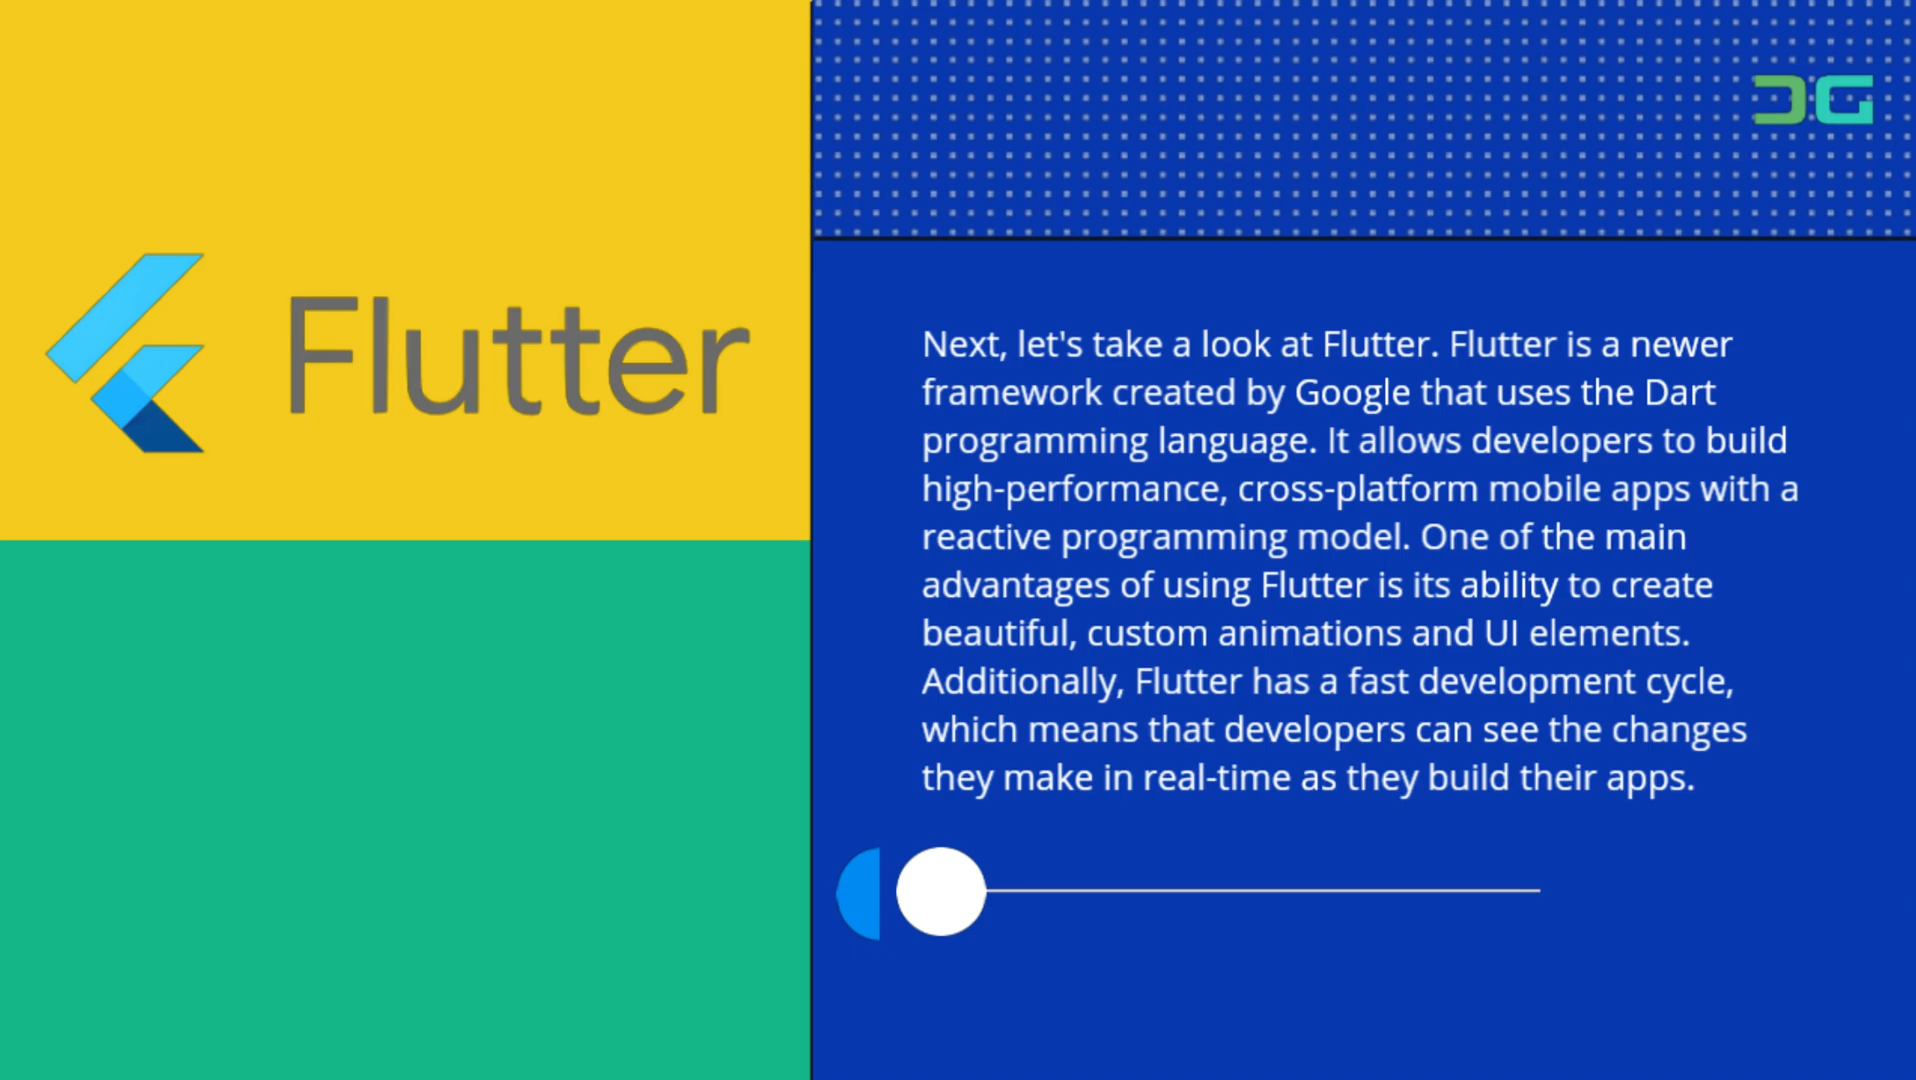 Flutter
DG
Next, let's take a look at Flutter. Flutter is a newer
framework created by Google that uses the Dart
programming language. It allows developers to build
high-performance, cross-platform mobile apps with a
reactive programming model. One of the main
advantages of using Flutter is its ability to create
beautiful, custom animations and UI elements.
Additionally, Flutter has a fast development cycle,
which means that developers can see the changes
they make in real-time as they build their apps.